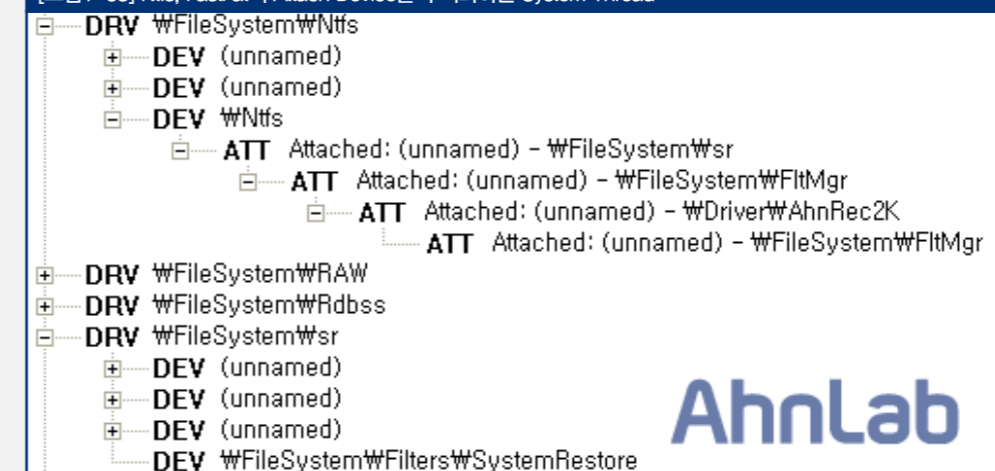 DRV ₩FileSystem₩Ntfs
DEV (unnamed)
DEV (unnamed)
DEV ₩Ntfs
ATT Attached: (unnamed) - ₩FileSystem₩sr
ATT Attached: (unnamed) - ₩FileSystem₩FltMgr
ATT Attached: (unnamed) - ₩Driver₩AhnRec2K
ATT Attached: (unnamed) - ₩FileSystem₩FltMgr
DRV ₩FileSystem₩RAW
DRV ₩FileSystem₩Rdbss
DRV ₩FileSystem₩sr
DEV (unnamed)
DEV (unnamed)
DEV (unnamed)
DEV ₩FileSystem₩Filters₩SystemRestore
AhnLab